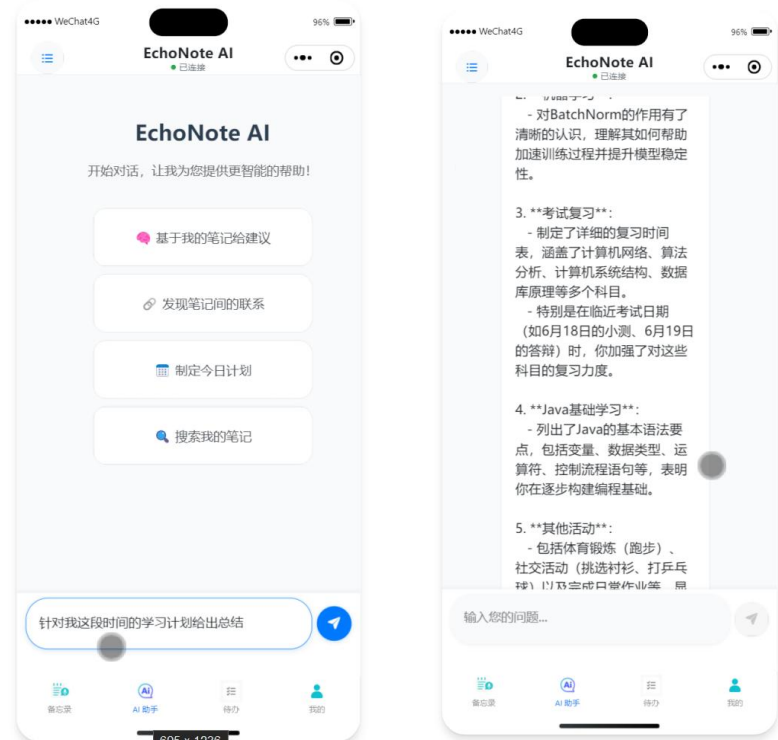 WeChat4G
96%
EchoNote AI
已连接
EchoNote AI
开始对话，让我为您提供更智能的帮助！
基于我的笔记给建议
发现笔记间的联系
制定今日计划
搜索我的笔记
针对我这段时间的学习计划给出总结
备忘录
AI 助手
待办
我的
WeChat4G
96%
EchoNote AI
已连接
- 对BatchNorm的作用有了
清晰的认识，理解其如何帮助
加速训练过程并提升模型稳定
性。
3. **考试复习**：
- 制定了详细的复习时间
表，涵盖了计算机网络、算法
分析、计算机系统结构、数据
库原理等多个科目。
- 特别是在临近考试日期
（如6月18日的小测、6月19日
的答辩）时，你加强了对这些
科目的复习力度。
4. **Java基础学习**：
- 列出了Java的基本语法要
点，包括变量、数据类型、运
算符、控制流程语句等，表明
你在逐步构建编程基础。
5. **其他活动**：
- 包括体育锻炼（跑步）、
社交活动（挑选衬衫、打乒乓
球）以及完成日常作业等，显
输入您的问题...
备忘录
AI 助手
待办
我的